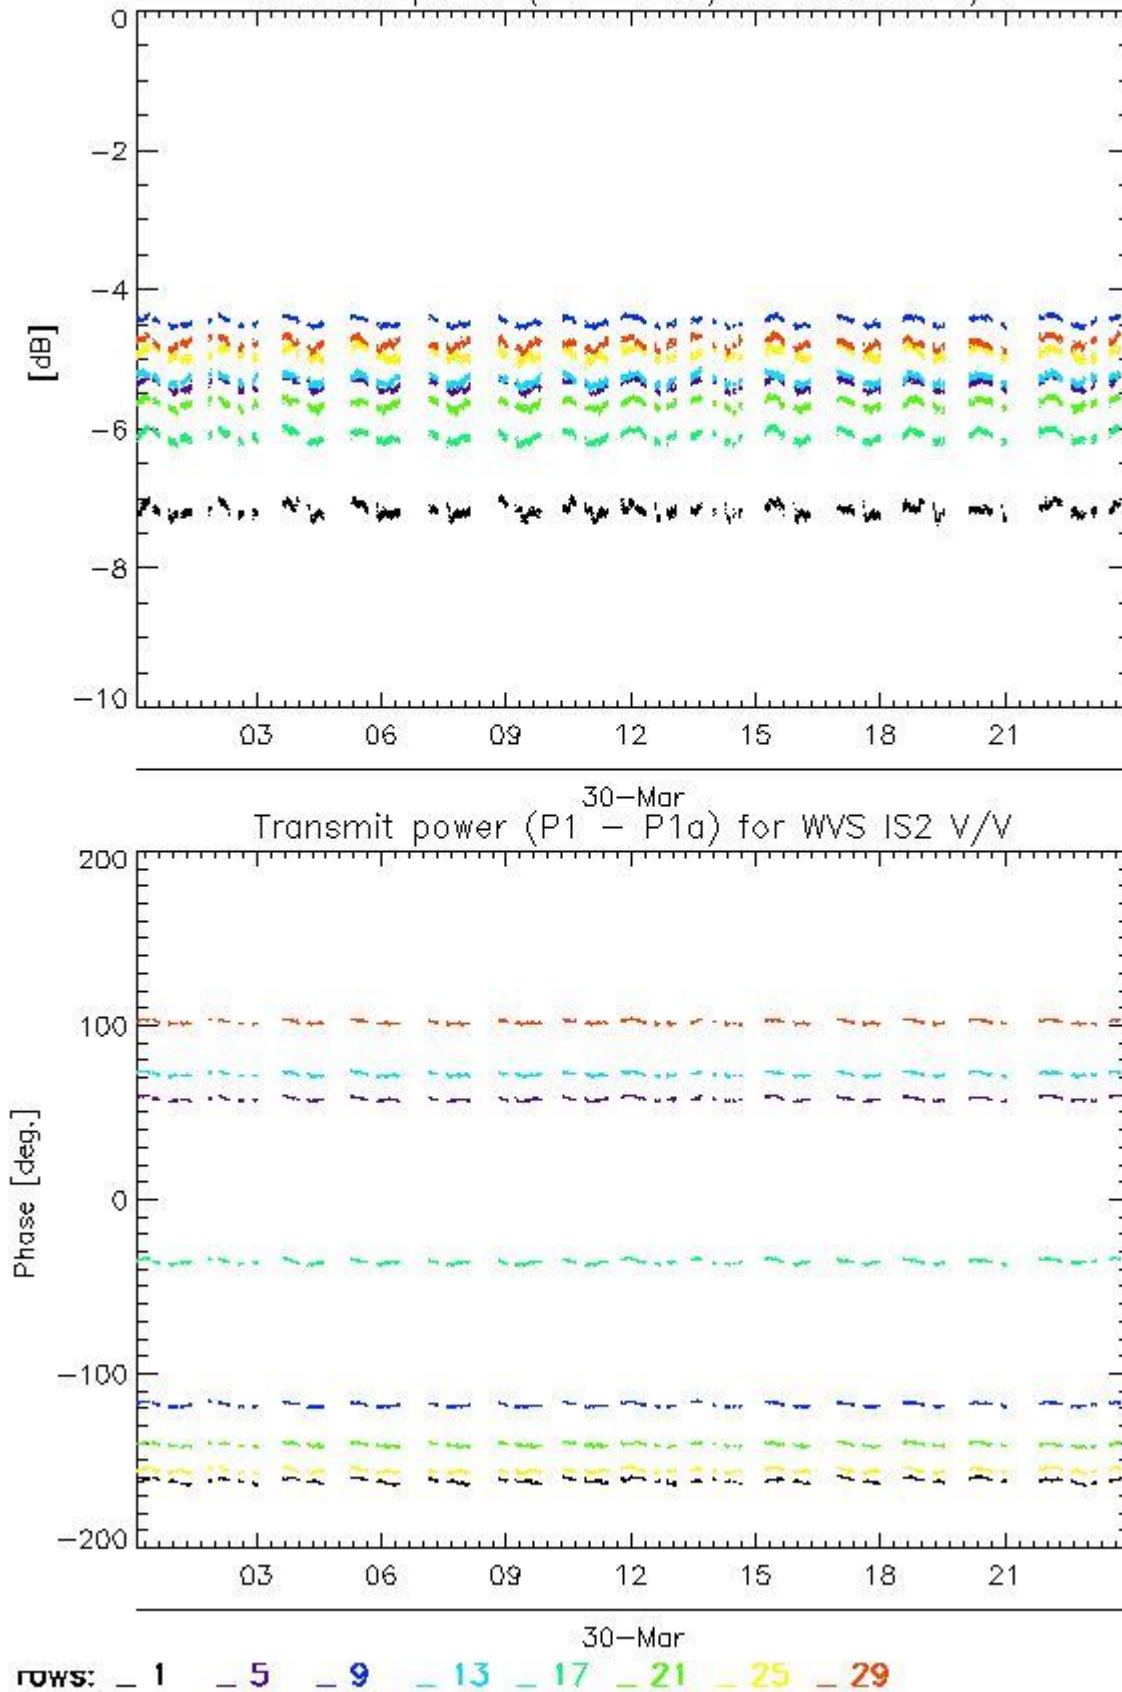 0
−2
−4
−6
−8
−10
[dB]
03 06 09 12 15 18 21
30−Mar
Transmit power (P1 − P1a) for WVS IS2 V/V
200
100
0
−100
−200
Phase [deg.]
03 06 09 12 15 18 21
30−Mar
rows: _ 1 _ 5 _ 9 _ 13 _ 17 _ 21 _ 25 _ 29